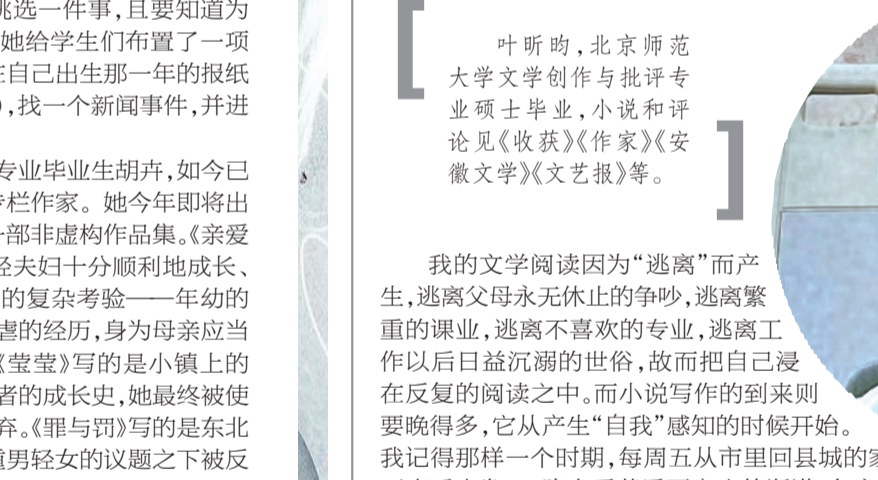 挑选一件事,且要知道为
她给学生们布置了一项
在自己出生那一年的报纸
,找一个新闻事件,并进
专业毕业生胡卉,如今已
专栏作家。她今年即将出
一部非虚构作品集。《亲爱
轻夫妇十分顺利地成长、
的复杂考验——年幼的
虐的经历,身为母亲应当
《莹莹》写的是小镇上的
者的成长史,她最终被使
弃。《罪与罚》写的是东北
重男轻女的议题之下被反
叶昕昀,北京师范
大学文学创作与批评专
业硕士毕业,小说和评
论见《收获》《作家》《安
徽文学》《文艺报》等。
我的文学阅读因为“逃离”而产
生,逃离父母永无休止的争吵,逃离繁
重的课业,逃离不喜欢的专业,逃离工
作以后日益沉溺的世俗,故而把自己浸
在反复的阅读之中。而小说写作的到来则
要晚得多,它从产生“自我”感知的时候开始。
我记得那样一个时期,每周五从市里回县城的家